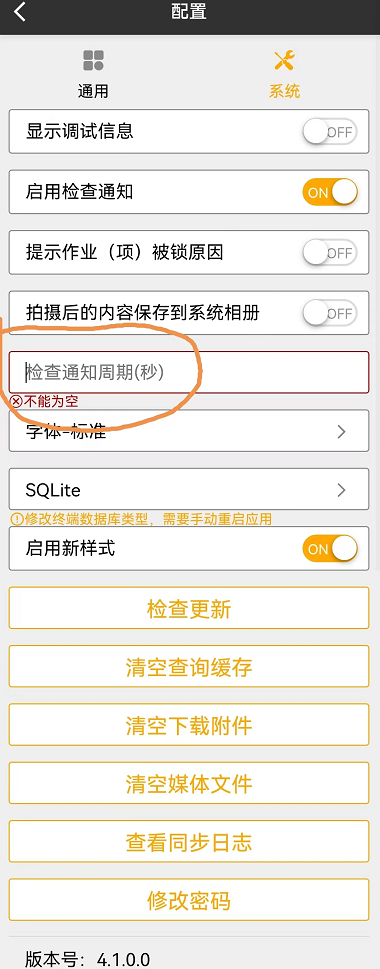 配置
通用
系统
显示调试信息
OFF
启用检查通知
ON
提示作业（项）被锁原因
OFF
拍摄后的内容保存到系统相册
OFF
检查通知周期(秒)
不能为空
字体-标准
SQLite
修改终端数据库类型，需要手动重启应用
启用新样式
ON
检查更新
清空查询缓存
清空下载附件
清空媒体文件
查看同步日志
修改密码
版本号：4.1.0.0